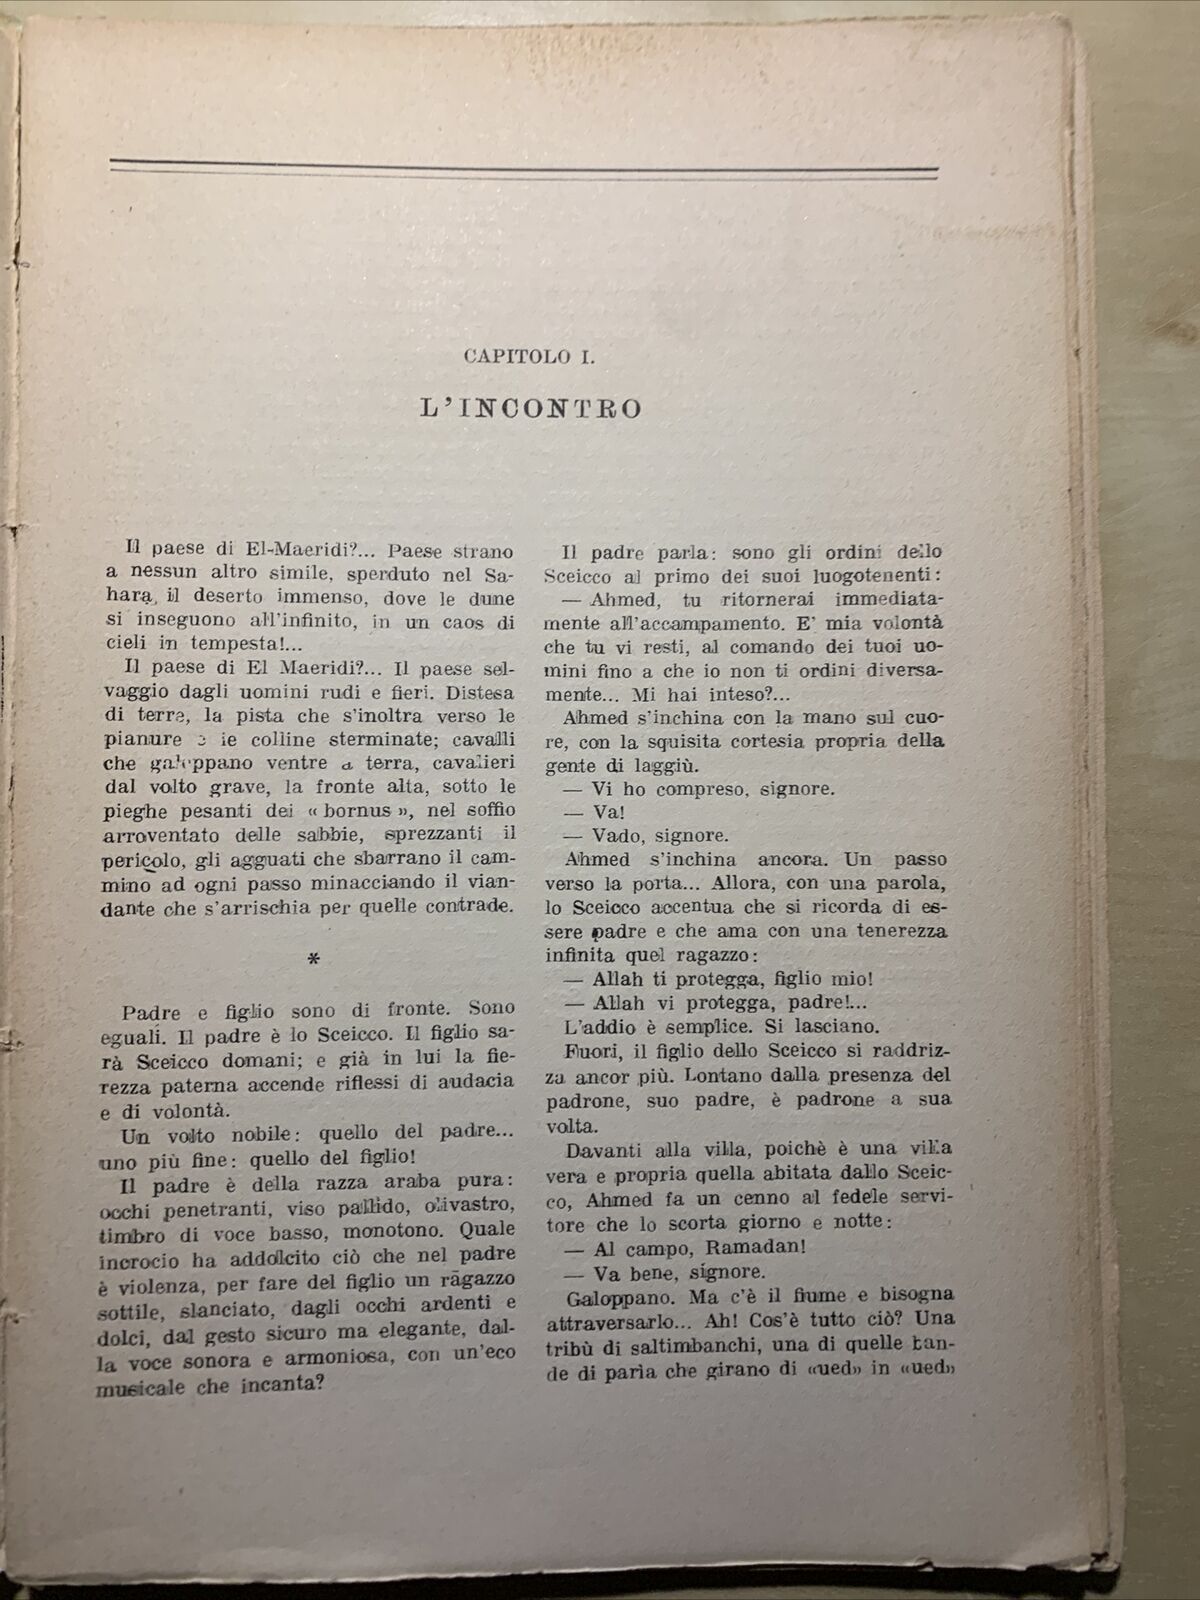 CAPITOLO I.
L'INCONTRO
Il paese di El-Maeridi?... Paese strano
a nessun altro simile, sperduto nel Sa-
hara, il deserto immenso, dove le dune
si inseguono all'infinito, in un caos di
cieli in tempesta!...
Il paese di El Maeridi?... Il paese sel-
vaggio dagli uomini rudi e fieri. Distesa
di terra, la pista che s'inoltra verso le
pianure e le colline sterminate; cavalli
che galoppano ventre a terra, cavalieri
dal volto grave, la fronte alta, sotto le
pieghe pesanti dei « bornus », nel soffio
arroventato delle sabbie, sprezzanti il
pericolo, gli agguati che sbarrano il cam-
mino ad ogni passo minacciando il vian-
dante che s'arrischia per quelle contrade.
*
Padre e figlio sono di fronte. Sono
eguali. Il padre è lo Sceicco. Il figlio sa-
rà Sceicco domani; e già in lui la fie-
rezza paterna accende riflessi di audacia
e di volontà.
Un volto nobile: quello del padre...
uno più fine: quello del figlio!
Il padre è della razza araba pura:
occhi penetranti, viso pallido, olivastro,
timbro di voce basso, monotono. Quale
incrocio ha addolcito ciò che nel padre
è violenza, per fare del figlio un ragazzo
sottile, slanciato, dagli occhi ardenti e
dolci, dal gesto sicuro ma elegante, dal-
la voce sonora e armoniosa, con un'eco
musicale che incanta?
Il padre parla: sono gli ordini dello
Sceicco al primo dei suoi luogotenenti:
— Ahmed, tu ritornerai immediata-
mente all'accampamento. E' mia volontà
che tu vi resti, al comando dei tuoi uo-
mini fino a che io non ti ordini diversa-
mente... Mi hai inteso?...
Ahmed s'inchina con la mano sul cuo-
re, con la squisita cortesia propria della
gente di laggiù.
— Vi ho compreso, signore.
— Va!
— Vado, signore.
Ahmed s'inchina ancora. Un passo
verso la porta... Allora, con una parola,
lo Sceicco accentua che si ricorda di es-
sere padre e che ama con una tenerezza
infinita quel ragazzo:
— Allah ti protegga, figlio mio!
— Allah vi protegga, padre!...
L'addio è semplice. Si lasciano.
Fuori, il figlio dello Sceicco si raddriz-
za ancor più. Lontano dalla presenza del
padrone, suo padre, è padrone a sua
volta.
Davanti alla villa, poichè è una villa
vera e propria quella abitata dallo Sceic-
co, Ahmed fa un cenno al fedele servi-
tore che lo scorta giorno e notte:
— Al campo, Ramadan!
— Va bene, signore.
Galoppano. Ma c'è il fiume e bisogna
attraversarlo... Ah! Cos'è tutto ciò? Una
tribù di saltimbanchi, una di quelle ban-
de di paria che girano di «ued» in «ued»